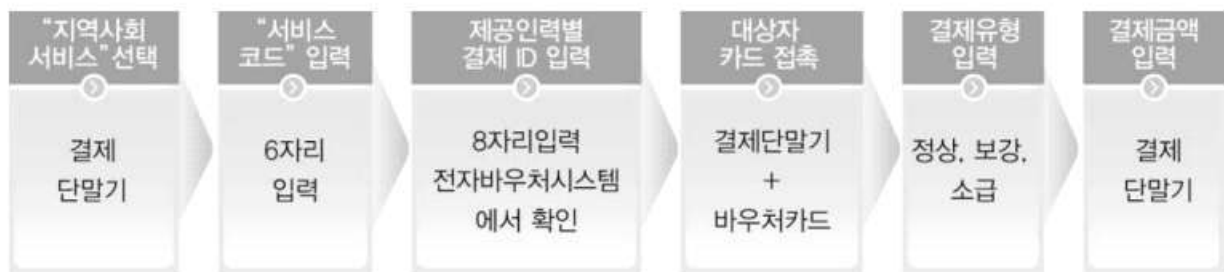 “지역사회
서비스”선택
결제
단말기
“서비스
코드” 입력
6자리
입력
제공인력별
결제 ID 입력
8자리입력
전자바우처시스템
에서 확인
대상자
카드 접촉
결제단말기
+
바우처카드
결제유형
입력
정상, 보강,
소급
결제금액
입력
결제
단말기